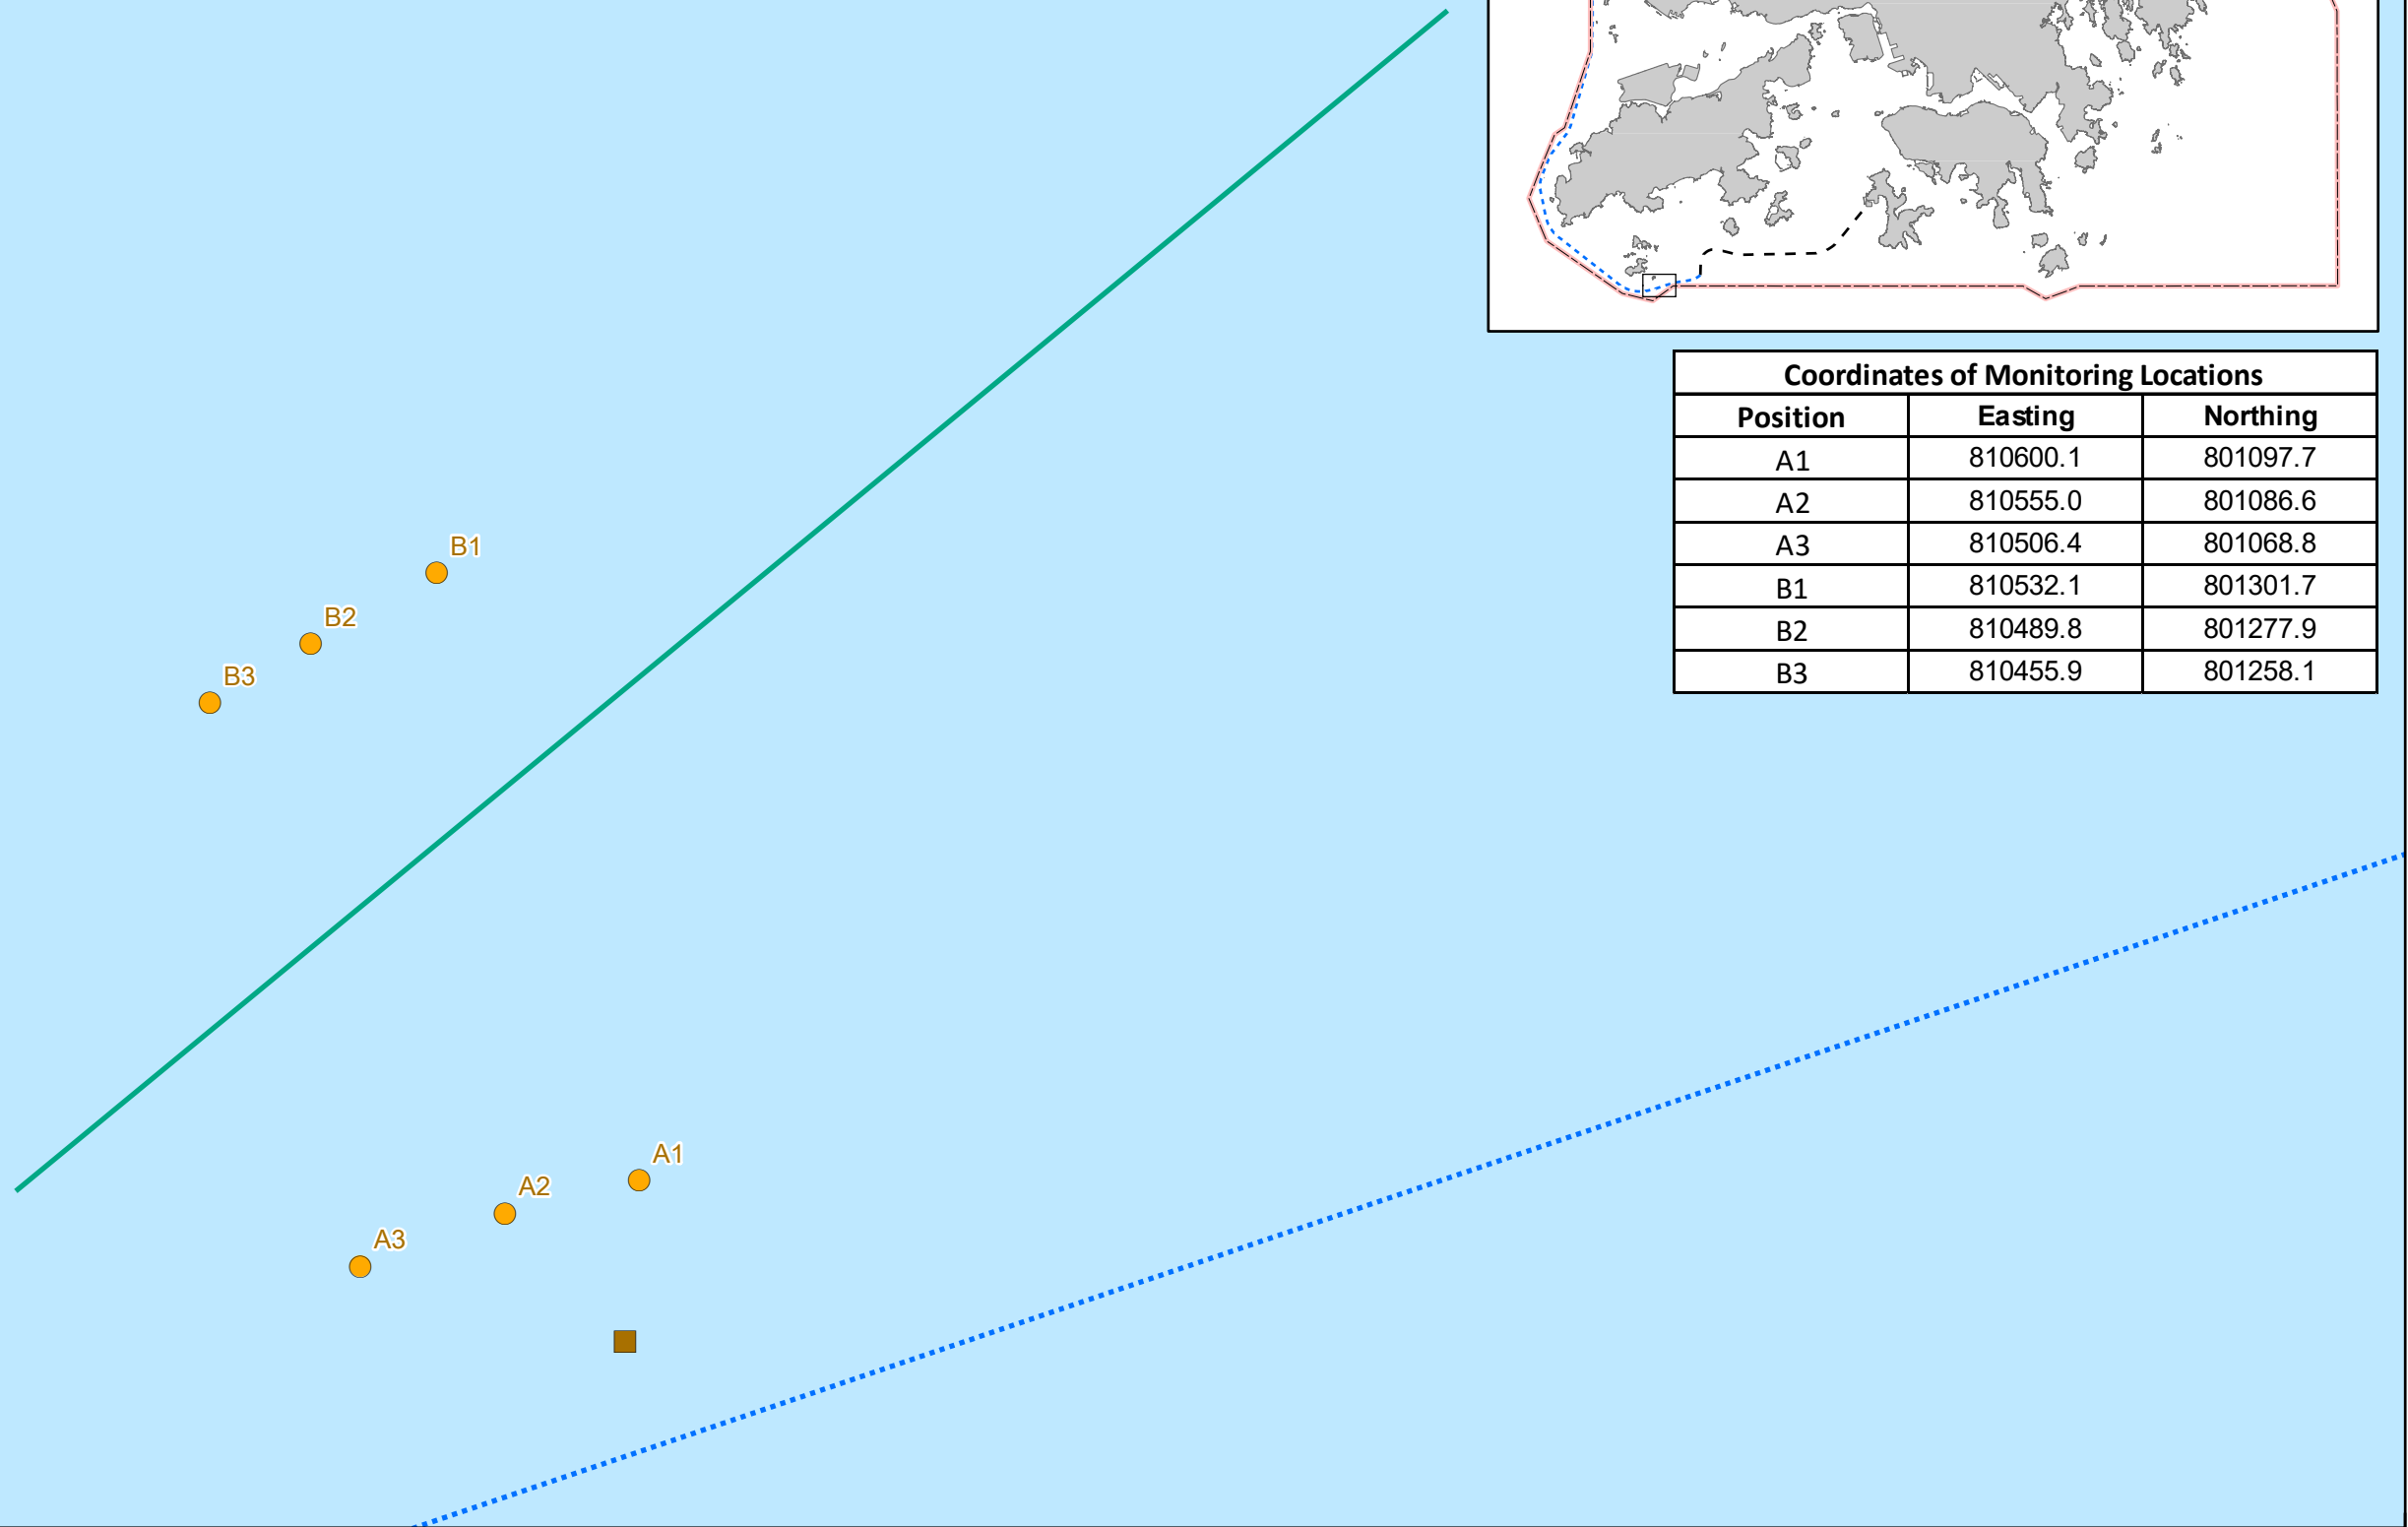 Coordinates of Monitoring Locations
Position Easting Northing
A1 810600.1 801097.7
A2 810555.0 801086.6
A3 810506.4 801068.8
B1 810532.1 801301.7
B2 810489.8 801277.9
B3 810455.9 801258.1
B1
B2
B3
A1
A2
A3